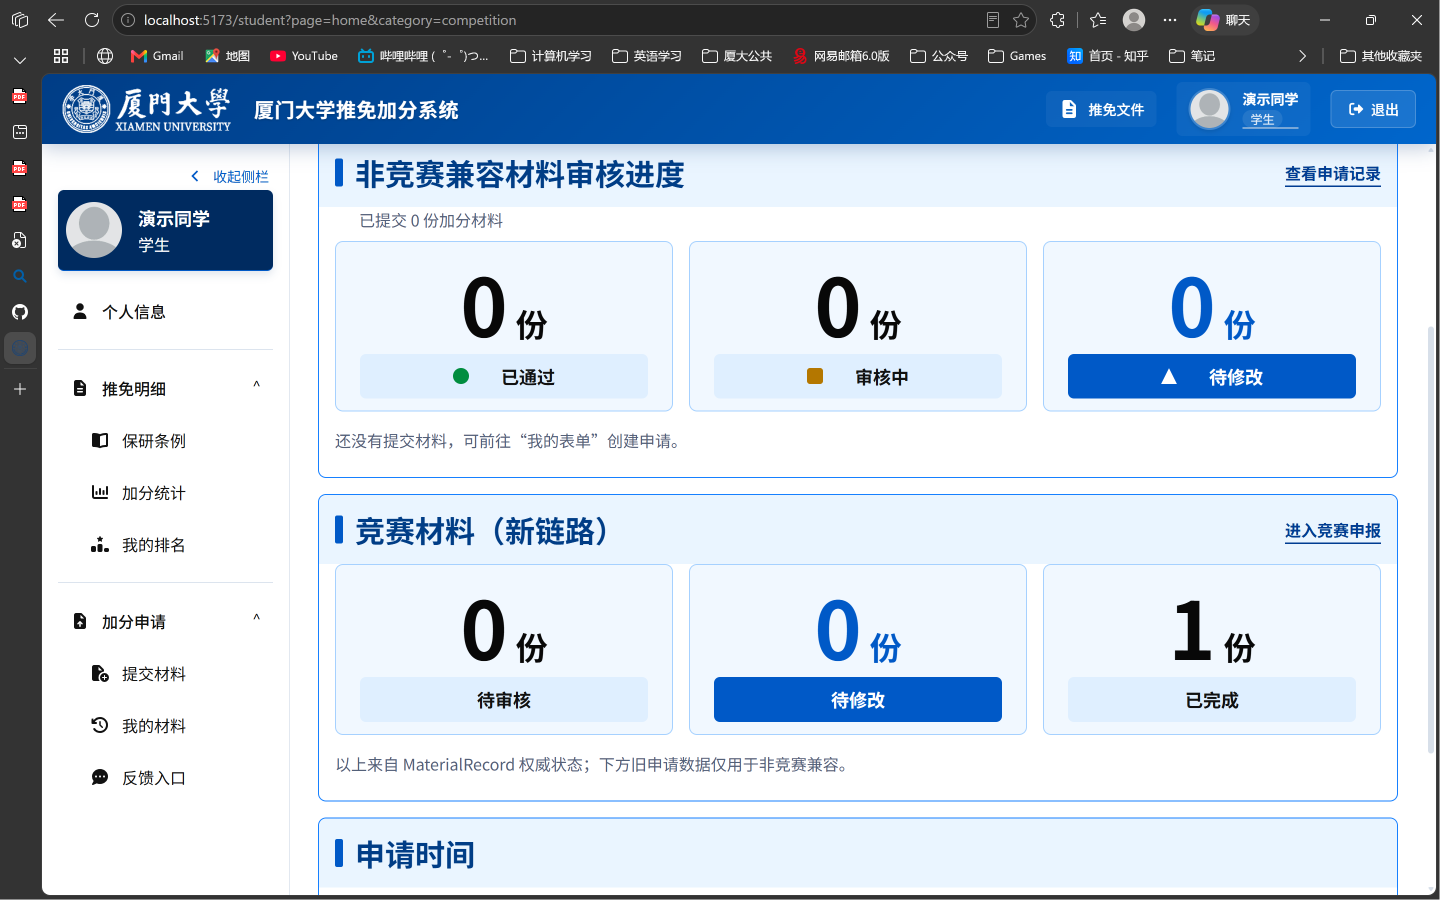 localhost:5173/student?page=home&category=competition
聊天
Gmail
地图
YouTube
哔哩哔哩 (゜-゜)つ...
计算机学习
英语学习
厦大公共
网易邮箱6.0版
公众号
Games
知
首页 - 知乎
笔记
其他收藏夹
PDF
PDF
PDF
厦門大學
XIAMEN UNIVERSITY
厦门大学推免加分系统
推免文件
演示同学
学生
退出
收起侧栏
演示同学
学生
个人信息
推免明细
保研条例
加分统计
我的排名
加分申请
提交材料
我的材料
反馈入口
非竞赛兼容材料审核进度
查看申请记录
已提交 0 份加分材料
0 份
已通过
0 份
审核中
0 份
待修改
还没有提交材料，可前往“我的表单”创建申请。
竞赛材料（新链路）
进入竞赛申报
0 份
待审核
0 份
待修改
1 份
已完成
以上来自 MaterialRecord 权威状态；下方旧申请数据仅用于非竞赛兼容。
申请时间